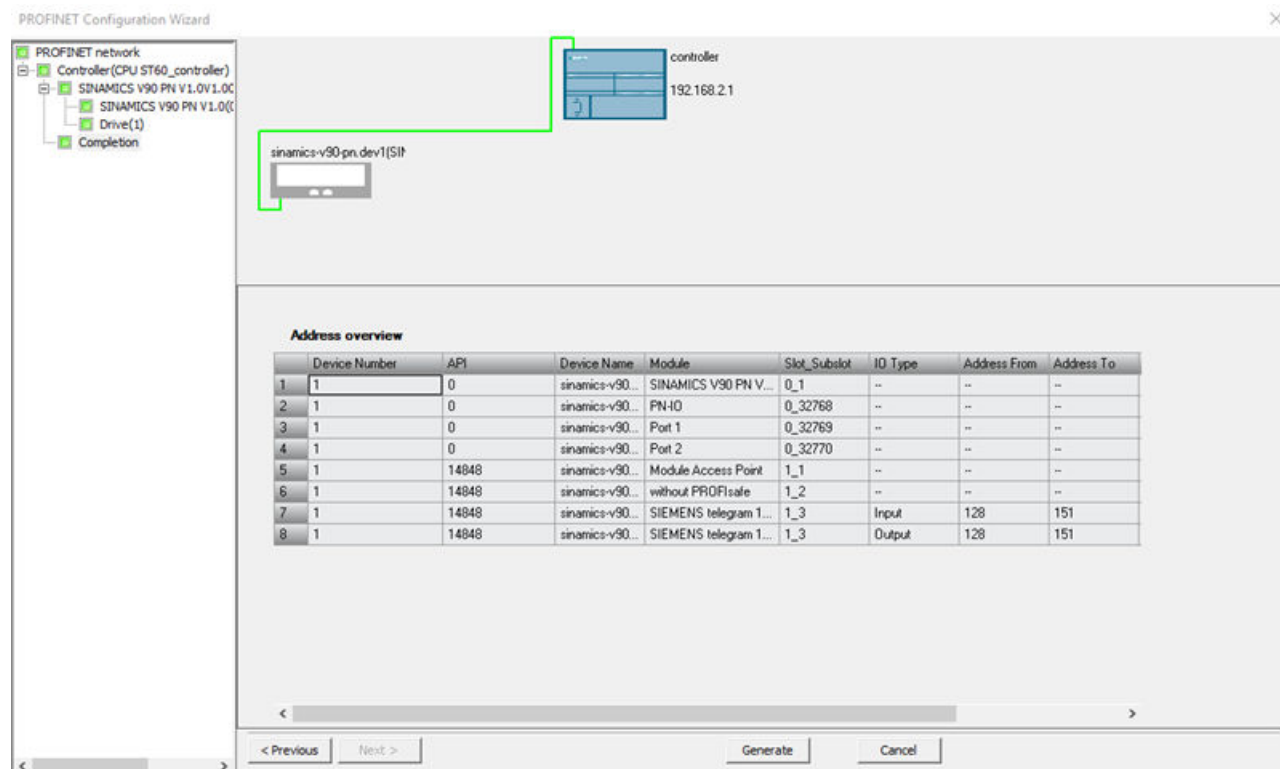 PROFINET Configuration Wizard
PROFINET network
Controller(CPU ST60_controller)
SINAMICS V90 PN V1.0V1.0C
SINAMICS V90 PN V1.0(0
Drive(1)
Completion
controller
192.168.2.1
sinamics-v90-pn.dev1(SIN
Address overview
Device Number API Device Name Module Slot_Subslot IO Type Address From Address To
1 1 0 sinamics-v90... SINAMICS V90 PN V... 0_1 -- -- --
2 1 0 sinamics-v90... PN-IO 0_32768 -- -- --
3 1 0 sinamics-v90... Port 1 0_32769 -- -- --
4 1 0 sinamics-v90... Port 2 0_32770 -- -- --
5 1 14848 sinamics-v90... Module Access Point 1_1 -- -- --
6 1 14848 sinamics-v90... without PROFIsafe 1_2 -- -- --
7 1 14848 sinamics-v90... SIEMENS telegram 1... 1_3 Input 128 151
8 1 14848 sinamics-v90... SIEMENS telegram 1... 1_3 Output 128 151
< Previous Next > Generate Cancel